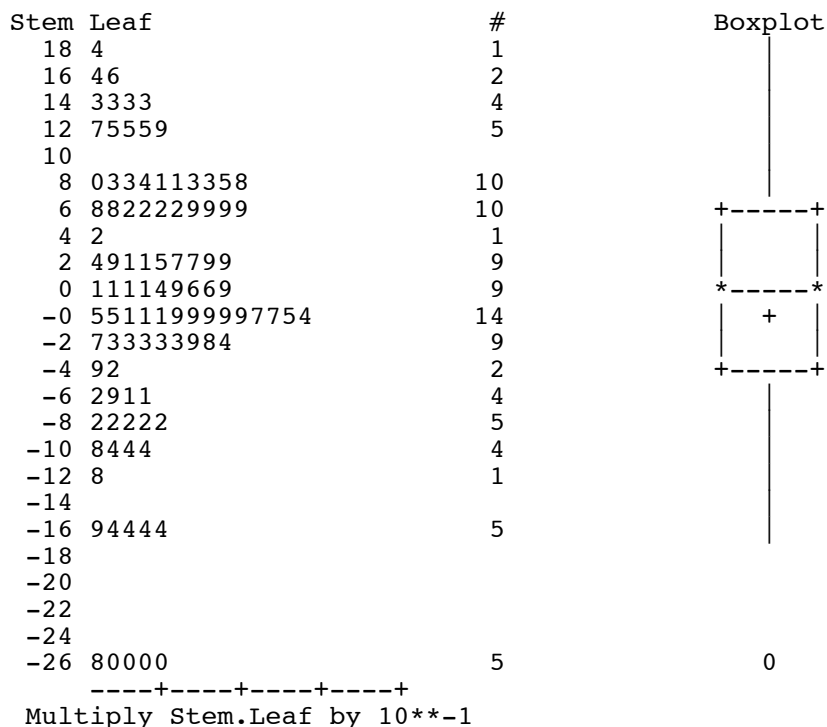 Stem Leaf # Boxplot
18 4 1 |
16 46 2 |
14 3333 4 |
12 75559 5 |
10 |
8 0334113358 10 |
6 8822229999 10 +-----+
4 2 1 | |
2 491157799 9 | |
0 111149669 9 *-----*
-0 55111999997754 14 | + |
-2 733333984 9 | |
-4 92 2 +-----+
-6 2911 4 |
-8 22222 5 |
-10 8444 4 |
-12 8 1 |
-14 |
-16 94444 5 |
-18
-20
-22
-24
-26 80000 5 0
----+----+----+----+
Multiply Stem.Leaf by 10**-1